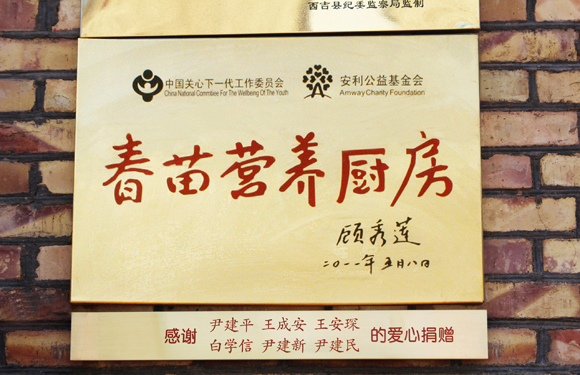 西吉县纪委监察局监制
中国关心下一代工作委员会
China National Committee For The Wellbeing Of The Youth
安利公益基金会
Amway Charity Foundation
春苗营养厨房
顾秀莲
二〇一一年五月八日
感谢 尹建平 王成安 王安琛 的爱心捐赠
白学信 尹建新 尹建民